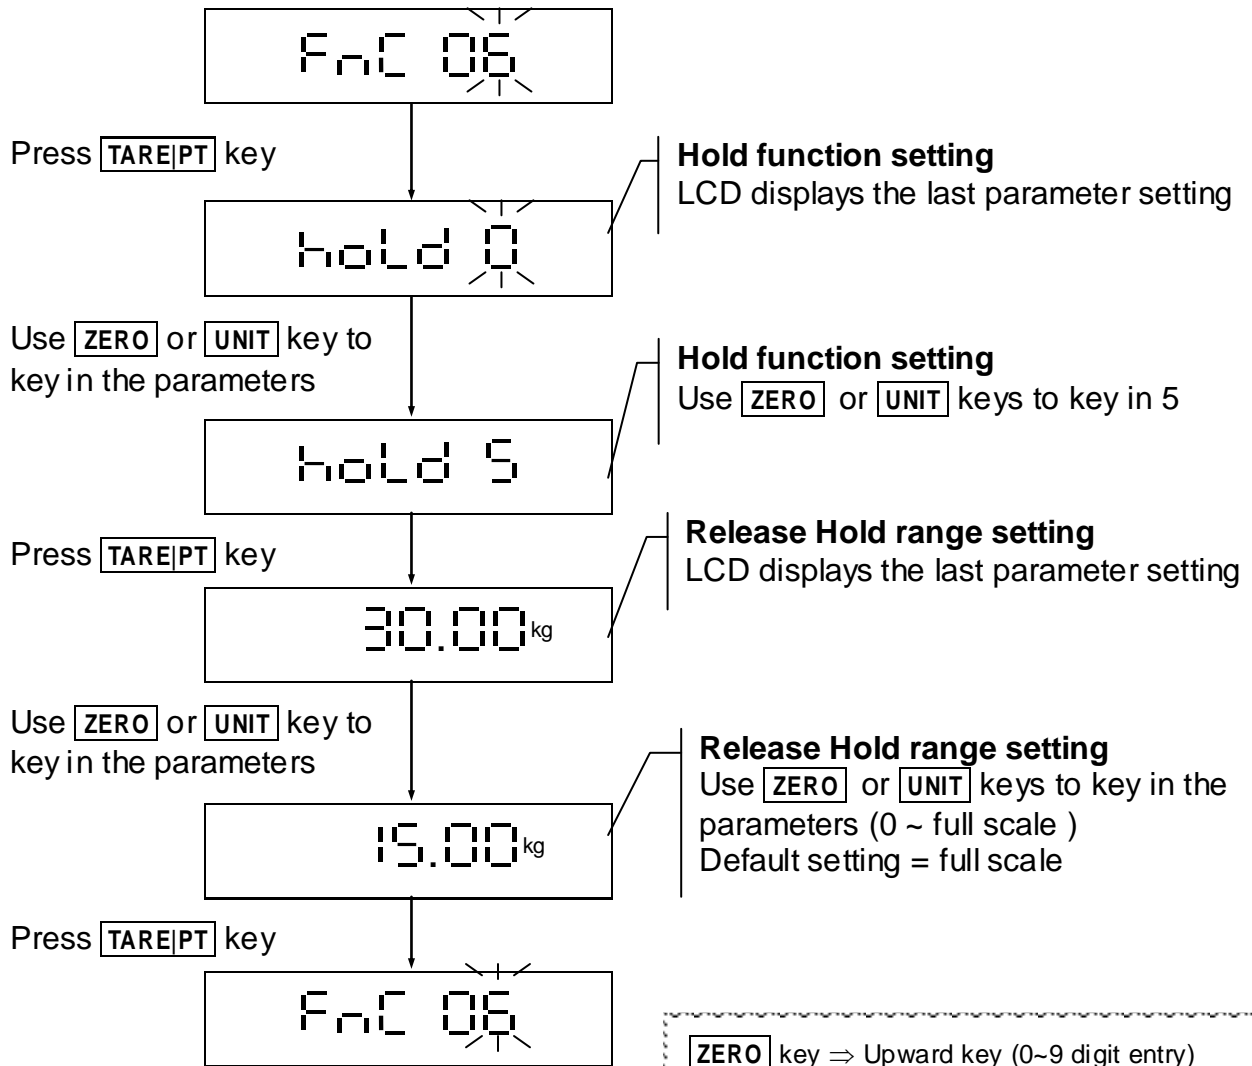 FnC 06
Press TARE|PT key
Hold function setting
LCD displays the last parameter setting
hoLd 0
Use ZERO or UNIT key to
key in the parameters
Hold function setting
Use ZERO or UNIT keys to key in 5
hoLd 5
Press TARE|PT key
Release Hold range setting
LCD displays the last parameter setting
30.00 kg
Use ZERO or UNIT key to
key in the parameters
Release Hold range setting
Use ZERO or UNIT keys to key in the
parameters (0 ~ full scale )
Default setting = full scale
15.00 kg
Press TARE|PT key
FnC 06
ZERO key ⇒ Upward key (0~9 digit entry)